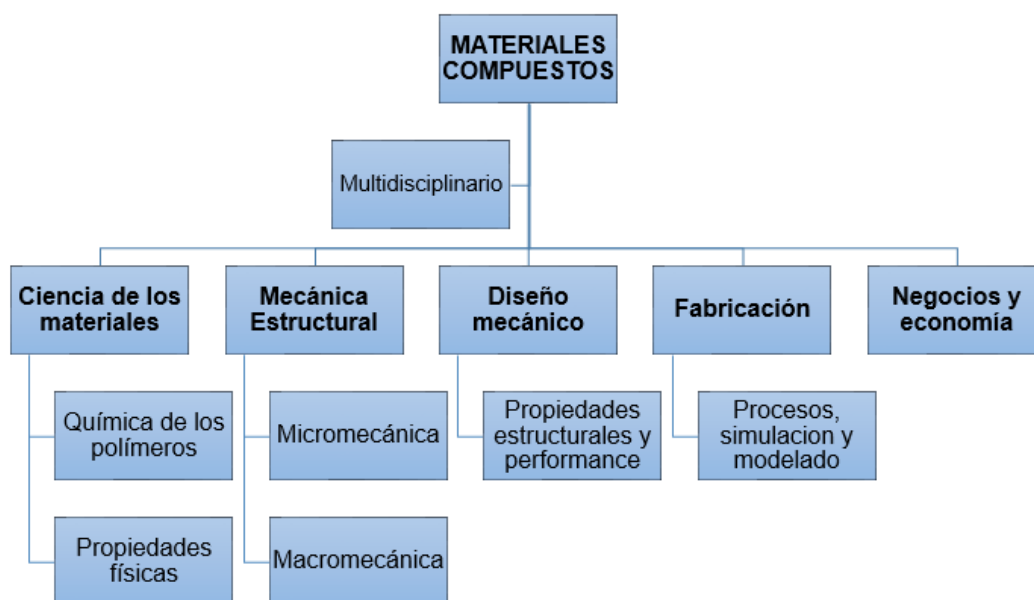 MATERIALES
COMPUESTOS
Multidisciplinario
Ciencia de los
materiales
Mecánica
Estructural
Diseño
mecánico
Fabricación
Negocios y
economía
Química de los
polímeros
Micromecánica
Propiedades
estructurales y
performance
Procesos,
simulacion y
modelado
Propiedades
físicas
Macromecánica